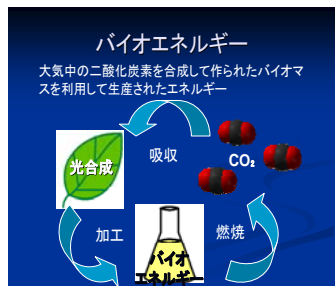 バイオエネルギー
大気中の二酸化炭素を合成して作られたバイオマ
スを利用して生産されたエネルギー
光合成
吸収
CO₂
加工
バイオ
エネルギー
燃焼